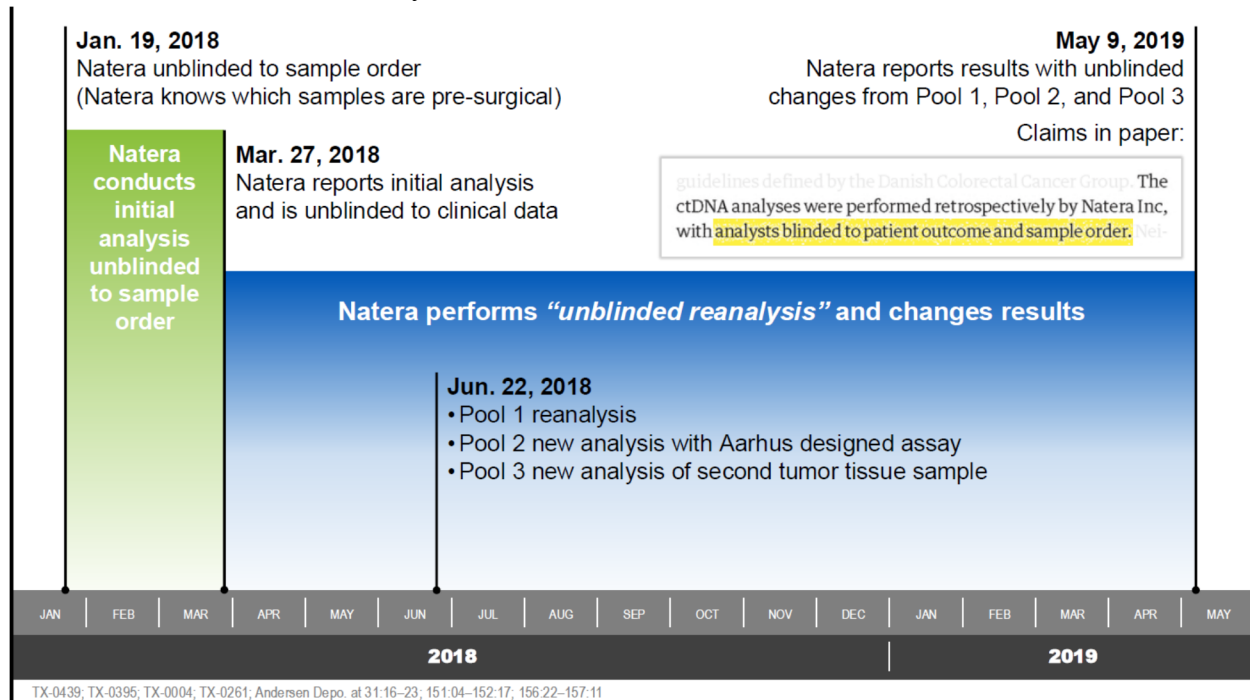 Jan. 19, 2018
Natera unblinded to sample order
(Natera knows which samples are pre-surgical)
May 9, 2019
Natera reports results with unblinded
changes from Pool 1, Pool 2, and Pool 3
Claims in paper:
guidelines defined by the Danish Colorectal Cancer Group. The
ctDNA analyses were performed retrospectively by Natera Inc,
with analysts blinded to patient outcome and sample order. Nei-
Natera
conducts
initial
analysis
unblinded
to sample
order
Mar. 27, 2018
Natera reports initial analysis
and is unblinded to clinical data
Natera performs “unblinded reanalysis” and changes results
Jun. 22, 2018
•Pool 1 reanalysis
•Pool 2 new analysis with Aarhus designed assay
•Pool 3 new analysis of second tumor tissue sample
JAN FEB MAR APR MAY JUN JUL AUG SEP OCT NOV DEC JAN FEB MAR APR MAY
2018 2019
TX-0439; TX-0395; TX-0004; TX-0261; Andersen Depo. at 31:16–23; 151:04–152:17; 156:22–157:11